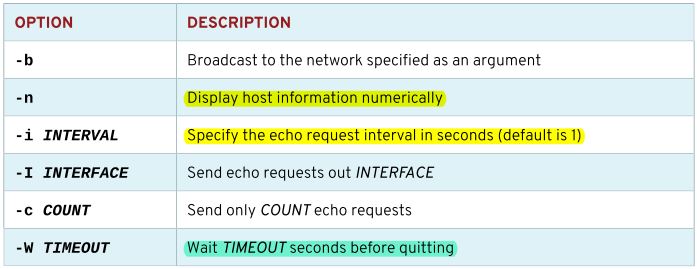 OPTION DESCRIPTION
-b Broadcast to the network specified as an argument
-n Display host information numerically
-i INTERVAL Specify the echo request interval in seconds (default is 1)
-I INTERFACE Send echo requests out INTERFACE
-c COUNT Send only COUNT echo requests
-W TIMEOUT Wait TIMEOUT seconds before quitting